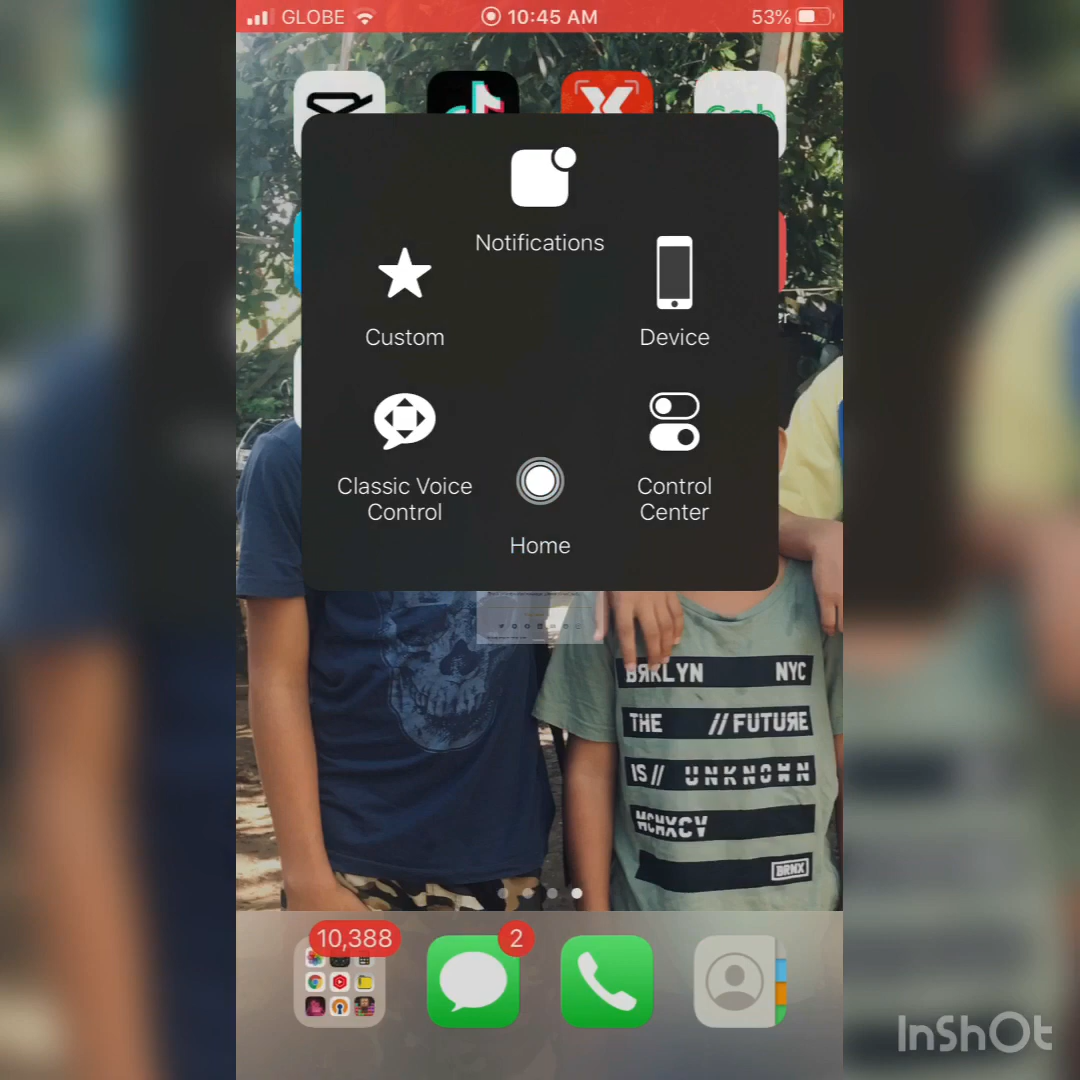 GLOBE 10:45 AM 53%
Grab
Notifications
Custom
Device
Classic Voice
Control
Control
Center
Home
BRKLYN NYC
THE //FUTURE
IS// UNKNOWN
MCMXCV
BRNX
10,388
2
InShOt